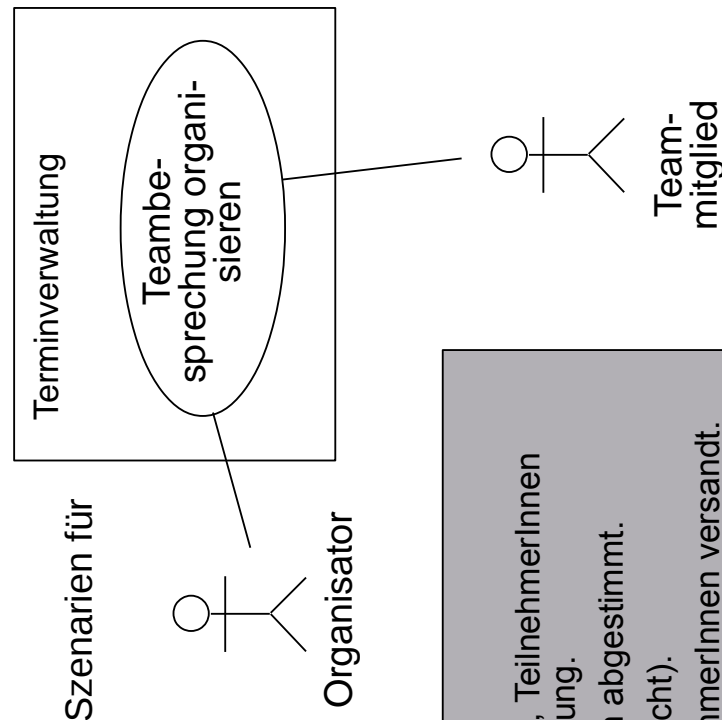 Szenarien für
Terminverwaltung
Teambe-
sprechung organi-
sieren
Organisator
Team-
mitglied
, TeilnehmerInnen
ung.
abgestimmt.
cht).
merInnen versandt.